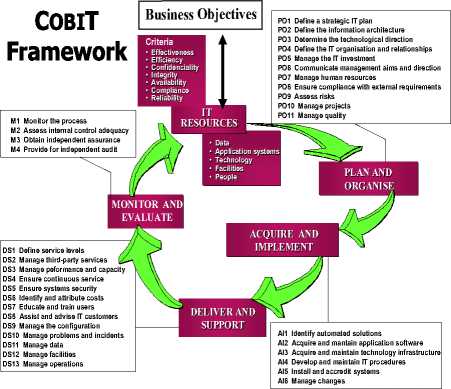 COBIT
Framework
Business Objectives
Criteria
• Effectiveness
• Efficiency
• Confidenciality
• Integrity
• Availability
• Compliance
• Reliability
IT
RESOURCES
• Data
• Application systems
• Technology
• Facilities
• People
PO1 Define a strategic IT plan
PO2 Define the information architecture
PO3 Determine the technological direction
PO4 Define the IT organisation and relationships
PO5 Manage the IT investment
PO6 Communicate management aims and direction
PO7 Manage human resources
PO8 Ensure compliance with external requirements
PO9 Assess risks
PO10 Manage projects
PO11 Manage quality
PLAN AND
ORGANISE
ACQUIRE AND
IMPLEMENT
AI1 Identify automated solutions
AI2 Acquire and mantain application software
AI3 Acquire and maintain technology infrastructure
AI4 Develop and maintain IT procedures
AI5 Install and accredit systems
AI6 Manage changes
DELIVER AND
SUPPORT
DS1 Define service levels
DS2 Manage third-party services
DS3 Manage peformance and capacity
DS4 Ensure continuous service
DS5 Ensure systems security
DS6 Identify and attribute costs
DS7 Educate and train users
DS8 Assist and advise IT customers
DS9 Manage the configuration
DS10 Manage problems and incidents
DS11 Manage data
DS12 Manage facilities
DS13 Manage operations
MONITOR AND
EVALUATE
M1 Monitor the process
M2 Assess internal control adequacy
M3 Obtain independent assurance
M4 Provide for independent audit